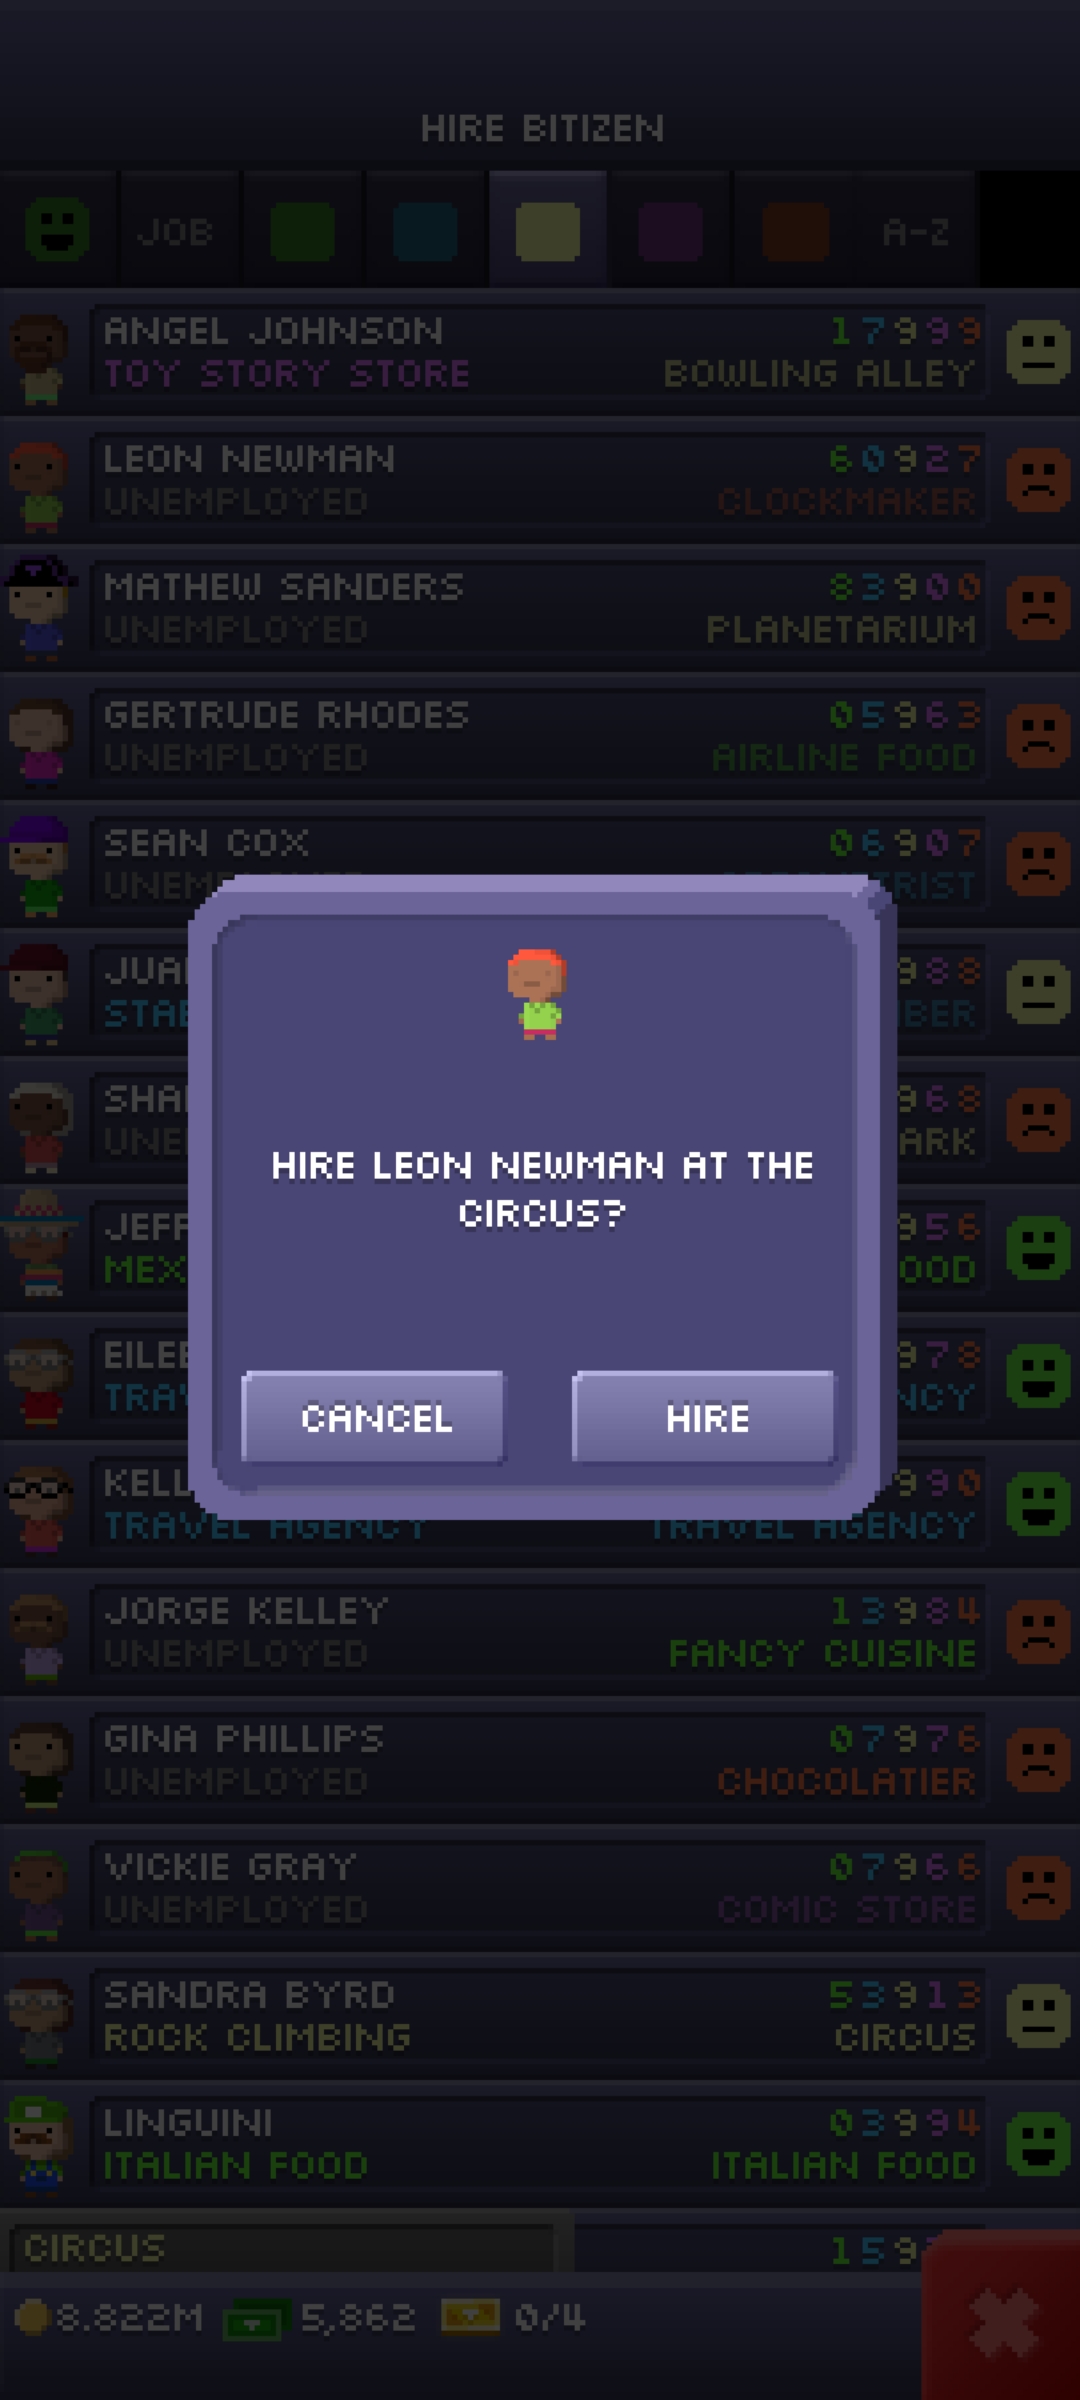 HIRE BITIZEN
JOB A-Z
ANGEL JOHNSON 17999
TOY STORY STORE BOWLING ALLEY
LEON NEWMAN 60927
UNEMPLOYED CLOCKMAKER
MATHEW SANDERS 83900
UNEMPLOYED PLANETARIUM
GERTRUDE RHODES 05963
UNEMPLOYED AIRLINE FOOD
SEAN COX 06907
HIRE LEON NEWMAN AT THE
CIRCUS?
CANCEL HIRE
TRAVEL AGENCY TRAVEL AGENCY
JORGE KELLEY 13984
UNEMPLOYED FANCY CUISINE
GINA PHILLIPS 07976
UNEMPLOYED CHOCOLATIER
VICKIE GRAY 07966
UNEMPLOYED COMIC STORE
SANDRA BYRD 53913
ROCK CLIMBING CIRCUS
LINGUINI 03994
ITALIAN FOOD ITALIAN FOOD
CIRCUS 159
8.822M 5,862 0/4